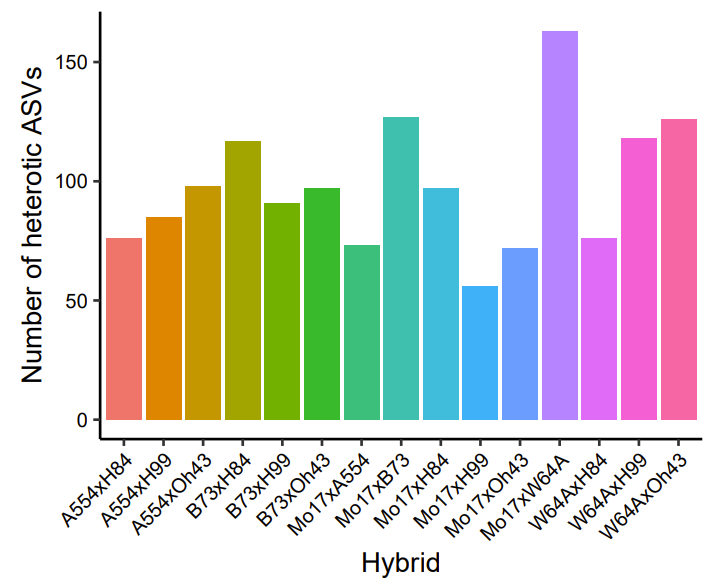 Number of heterotic ASVs
150
100
50
0
A554xH84
A554xH99
A554xOh43
B73xH84
B73xH99
B73xOh43
Mo17xA554
Mo17xB73
Mo17xH84
Mo17xH99
Mo17xOh43
Mo17xW64A
W64AxH84
W64AxH99
W64AxOh43
Hybrid